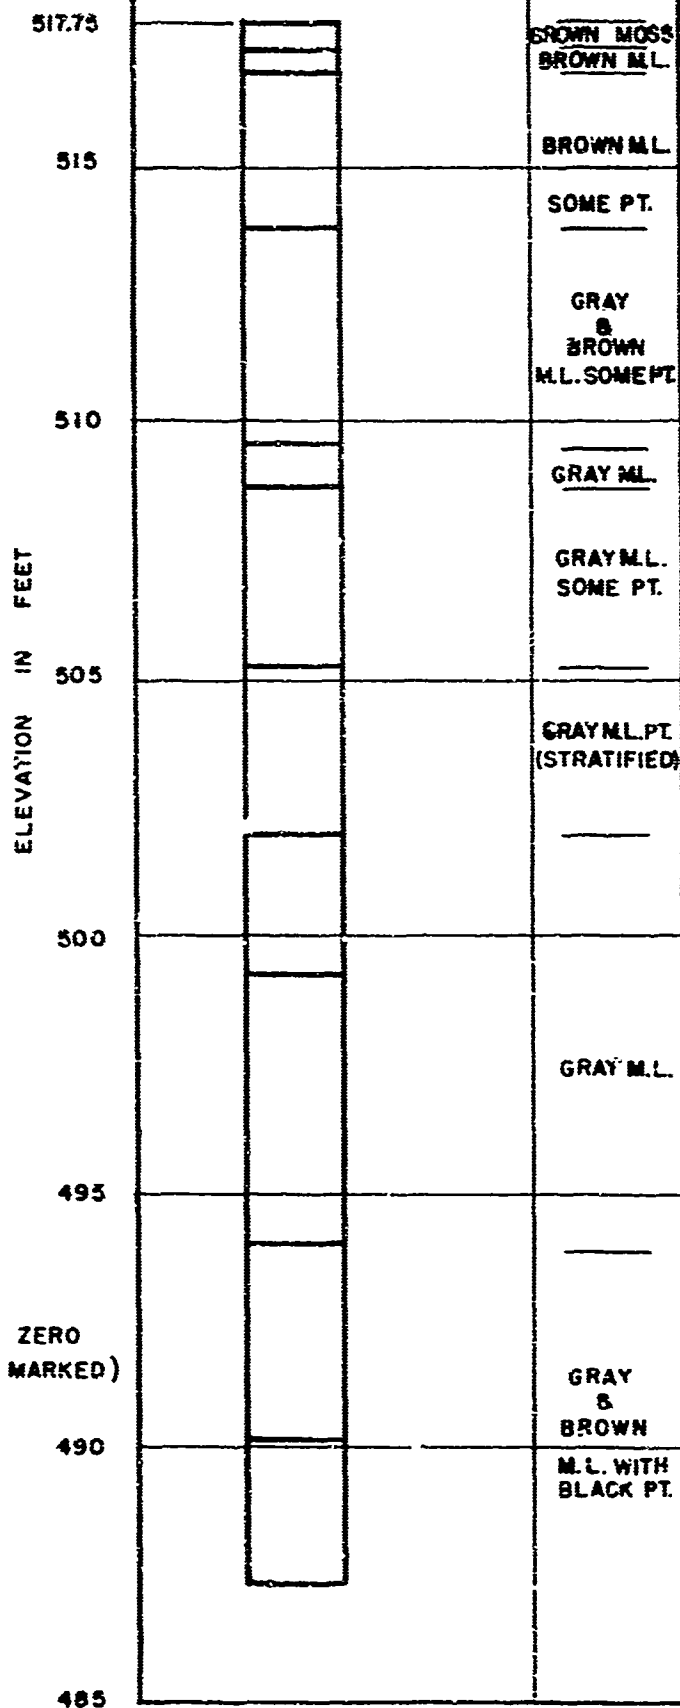 517.75
BROWN MOSS
BROWN M.L.
BROWN M.L.
515
SOME PT.
GRAY
&
BROWN
M.L. SOME PT.
510
GRAY M.L.
GRAY M.L.
SOME PT.
ELEVATION IN FEET
505
GRAY M.L. PT.
(STRATIFIED)
500
GRAY M.L.
495
ZERO
MARKED)
GRAY
&
BROWN
490
M.L. WITH
BLACK PT.
485